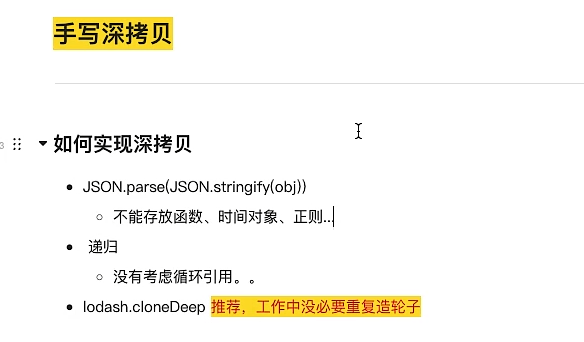 手写深拷贝
3
如何实现深拷贝
JSON.parse(JSON.stringify(obj))
不能存放函数、时间对象、正则...
递归
没有考虑循环引用。。
lodash.cloneDeep 推荐，工作中没必要重复造轮子